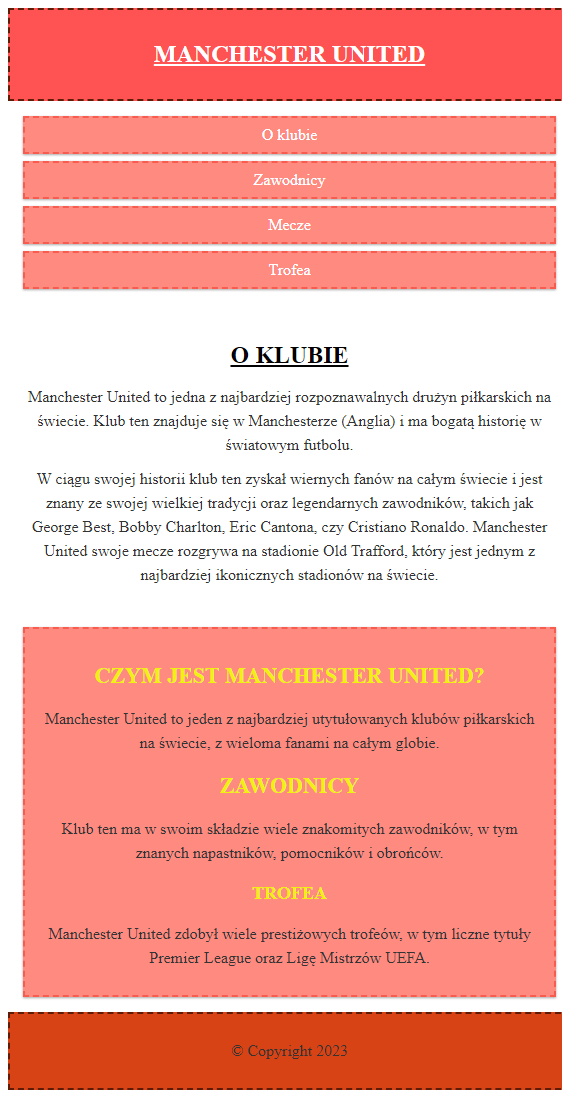 MANCHESTER UNITED
O klubie
Zawodnicy
Mecze
Trofea
O KLUBIE
Manchester United to jedna z najbardziej rozpoznawalnych drużyn piłkarskich na
świecie. Klub ten znajduje się w Manchesterze (Anglia) i ma bogatą historię w
światowym futbolu.
W ciągu swojej historii klub ten zyskał wiernych fanów na całym świecie i jest
znany ze swojej wielkiej tradycji oraz legendarnych zawodników, takich jak
George Best, Bobby Charlton, Eric Cantona, czy Cristiano Ronaldo. Manchester
United swoje mecze rozgrywa na stadionie Old Trafford, który jest jednym z
najbardziej ikonicznych stadionów na świecie.
CZYM JEST MANCHESTER UNITED?
Manchester United to jeden z najbardziej utytułowanych klubów piłkarskich
na świecie, z wieloma fanami na całym globie.
ZAWODNICY
Klub ten ma w swoim składzie wiele znakomitych zawodników, w tym
znanych napastników, pomocników i obrońców.
TROFEA
Manchester United zdobył wiele prestiżowych trofeów, w tym liczne tytuły
Premier League oraz Ligę Mistrzów UEFA.
© Copyright 2023